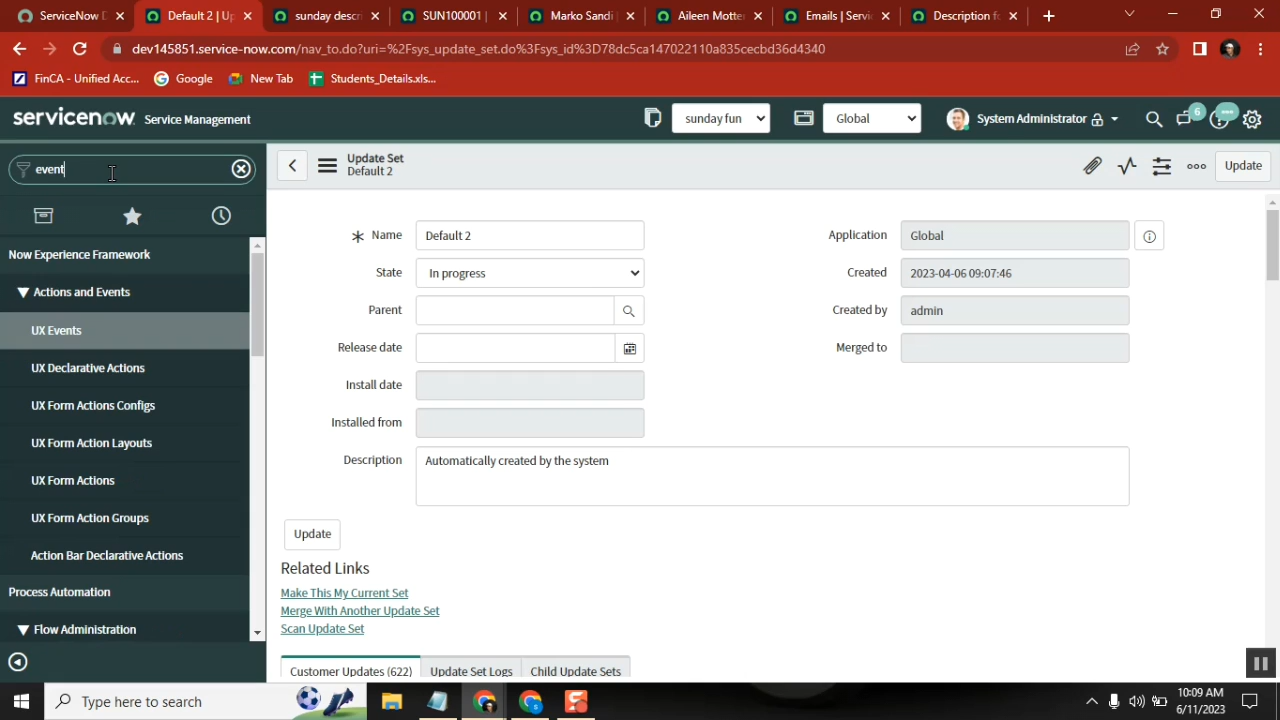 ServiceNow D
Default 2 | Up
sunday descri
SUN100001 |
Marko Sandi |
Aileen Motter
Emails | Servi
Description fo
dev145851.service-now.com/nav_to.do?uri=%2Fsys_update_set.do%3Fsys_id%3D78dc5ca147022110a835cecbd36d4340
FinCA - Unified Acc...
Google
New Tab
Students_Details.xls...
servicenow Service Management
sunday fun
Global
System Administrator
6
event
Update Set
Default 2
Update
Now Experience Framework
Actions and Events
UX Events
UX Declarative Actions
UX Form Actions Configs
UX Form Action Layouts
UX Form Actions
UX Form Action Groups
Action Bar Declarative Actions
Process Automation
Flow Administration
Name Default 2
State In progress
Parent
Release date
Install date
Installed from
Description Automatically created by the system
Application Global
Created 2023-04-06 09:07:46
Created by admin
Merged to
Update
Related Links
Make This My Current Set
Merge With Another Update Set
Scan Update Set
Customer Updates (622)
Update Set Logs
Child Update Sets
Type here to search
10:09 AM
6/11/2023